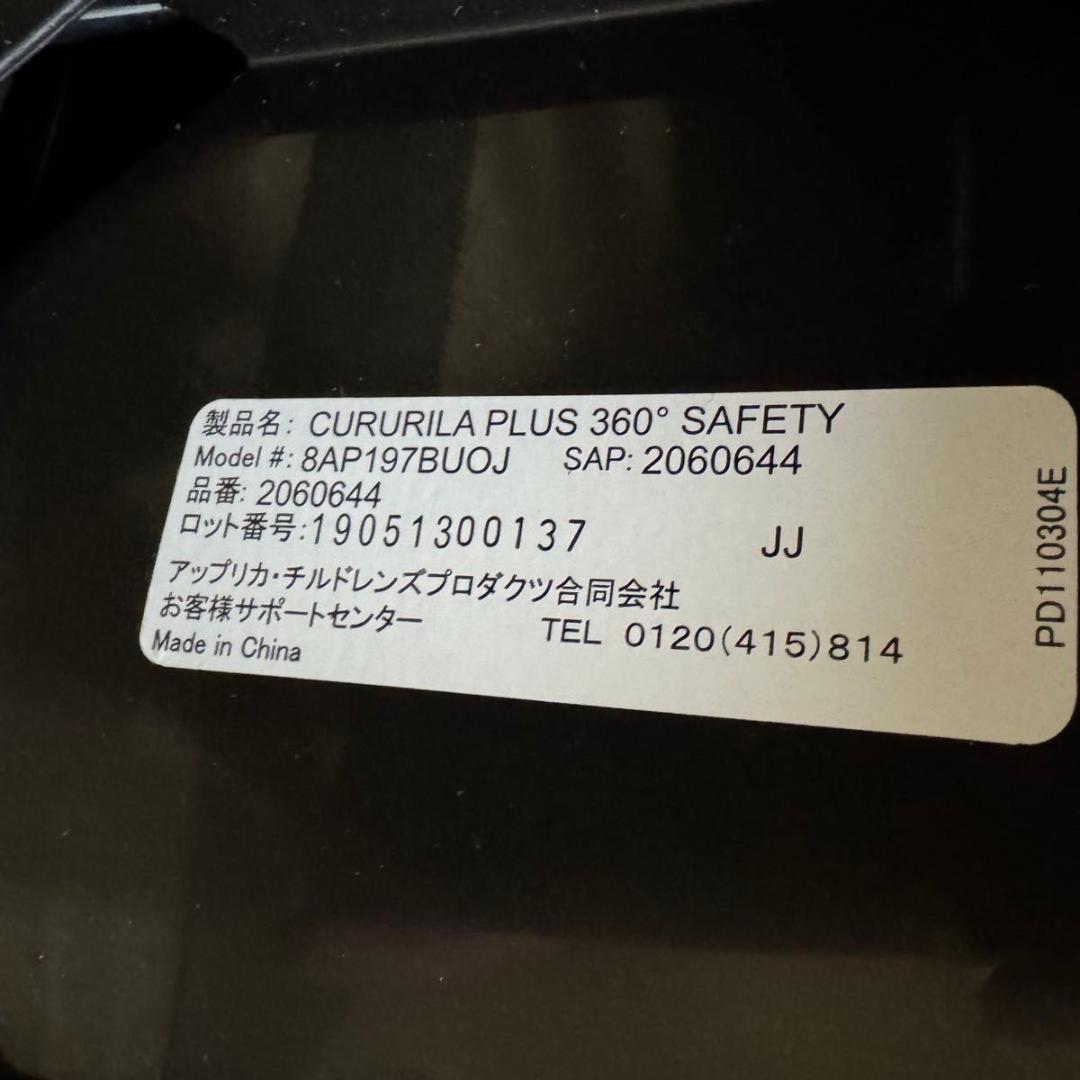 製品名: CURURILA PLUS 360° SAFETY
Model #: 8AP197BUOJ SAP: 2060644
品番: 2060644
ロット番号:19051300137 JJ
アップリカ・チルドレンズプロダクツ合同会社
お客様サポートセンター TEL 0120(415)814
Made in China
PD110304E